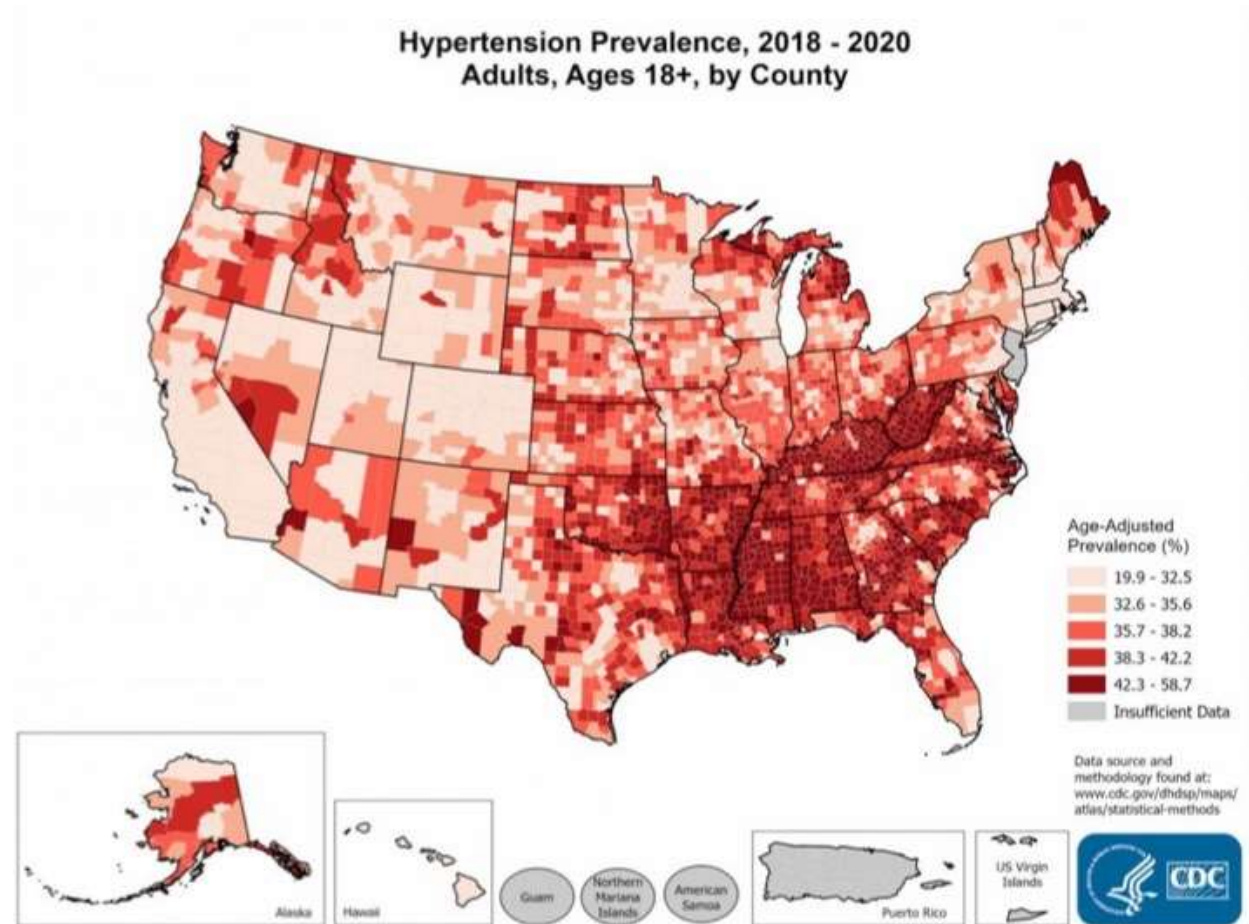 Hypertension Prevalence, 2018 - 2020
Adults, Ages 18+, by County
Age-Adjusted
Prevalence (%)
19.9 - 32.5
32.6 - 35.6
35.7 - 38.2
38.3 - 42.2
42.3 - 58.7
Insufficient Data
Data source and
methodology found at:
www.cdc.gov/dhdsp/maps/
atlas/statistical-methods
Alaska
Hawaii
Guam
Northern
Mariana
Islands
American
Samoa
Puerto Rico
US Virgin
Islands
CDC